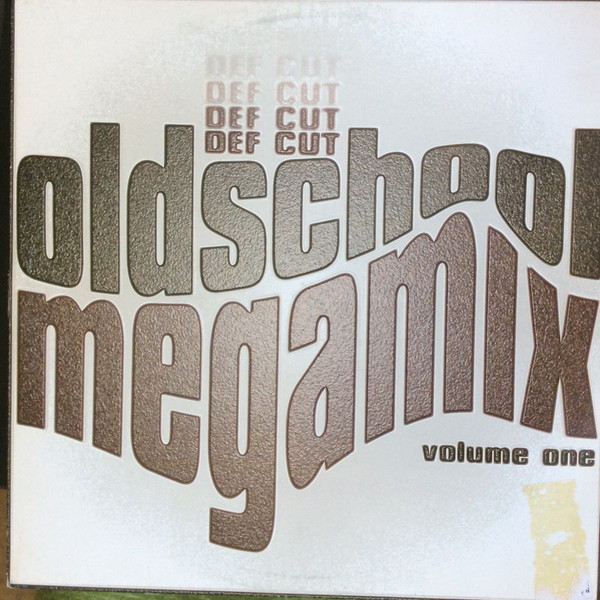 DEF CUT
DEF CUT
DEF CUT
DEF CUT
oldschool
megamix
volume one